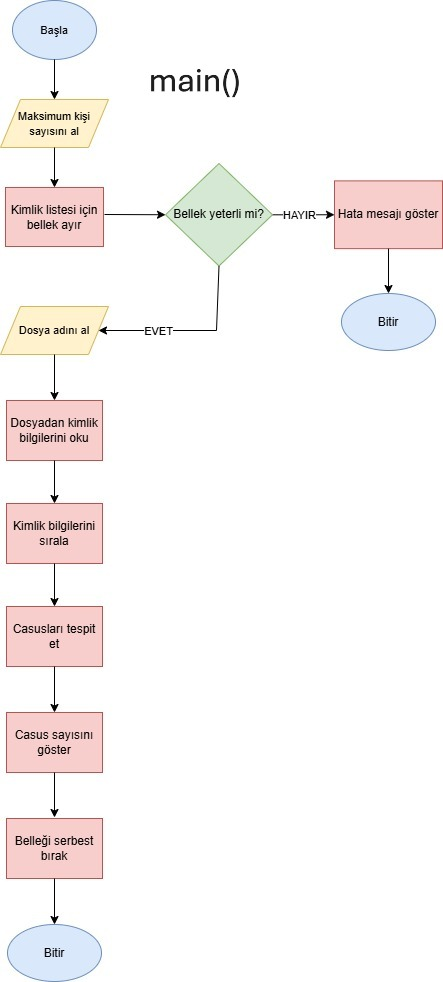 Başla
main()
Maksimum kişi
sayısını al
Kimlik listesi için
bellek ayır
Bellek yeterli mi?
HAYIR
Hata mesajı göster
Bitir
EVET
Dosya adını al
Dosyadan kimlik
bilgilerini oku
Kimlik bilgilerini
sırala
Casusları tespit
et
Casus sayısını
göster
Belleği serbest
bırak
Bitir